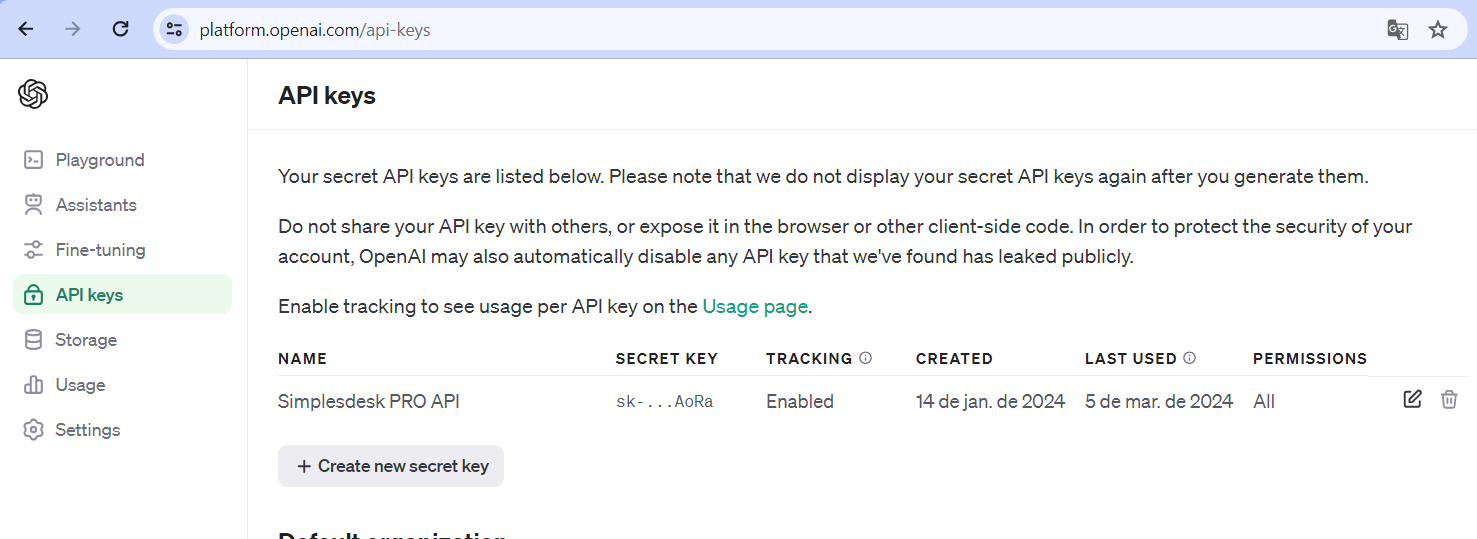 platform.openai.com/api-keys
API keys
Playground
Assistants
Fine-tuning
API keys
Storage
Usage
Settings
Your secret API keys are listed below. Please note that we do not display your secret API keys again after you generate them.
Do not share your API key with others, or expose it in the browser or other client-side code. In order to protect the security of your
account, OpenAI may also automatically disable any API key that we've found has leaked publicly.
Enable tracking to see usage per API key on the Usage page.
NAME SECRET KEY TRACKING CREATED LAST USED PERMISSIONS
Simplesdesk PRO API sk-...AoRa Enabled 14 de jan. de 2024 5 de mar. de 2024 All
+ Create new secret key
Default organization